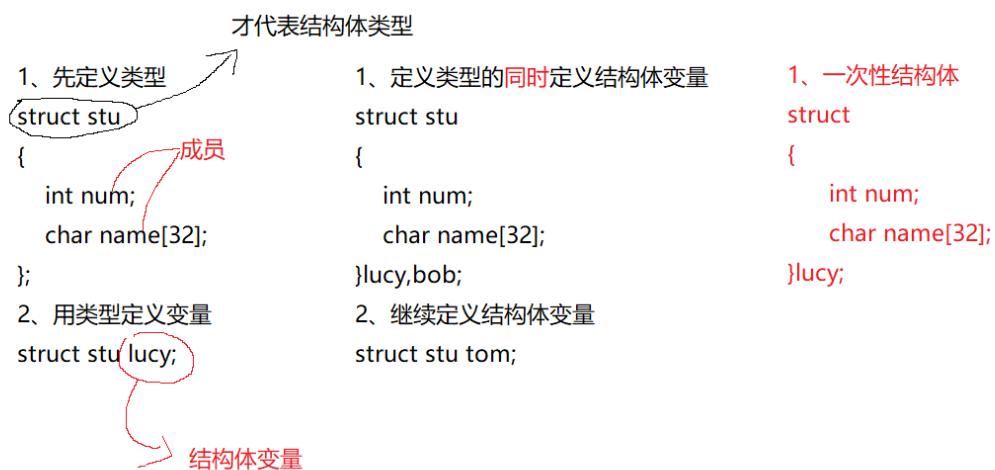 才代表结构体类型
1、先定义类型
struct stu
{
成员
int num;
char name[32];
};
2、用类型定义变量
struct stu lucy;
结构体变量
1、定义类型的同时定义结构体变量
struct stu
{
int num;
char name[32];
}lucy,bob;
2、继续定义结构体变量
struct stu tom;
1、一次性结构体
struct
{
int num;
char name[32];
}lucy;